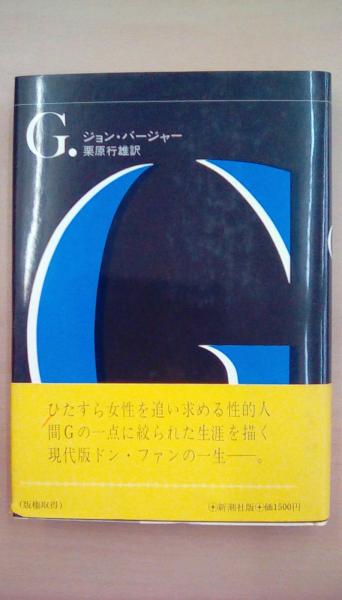 G.
ジョン・バージャー
栗原行雄訳
G
ひたすら女性を追い求める性的人
間Gの一点に絞られた生涯を描く
現代版ドン・ファンの一生──。
(版権取得)
新潮社版 価1500円